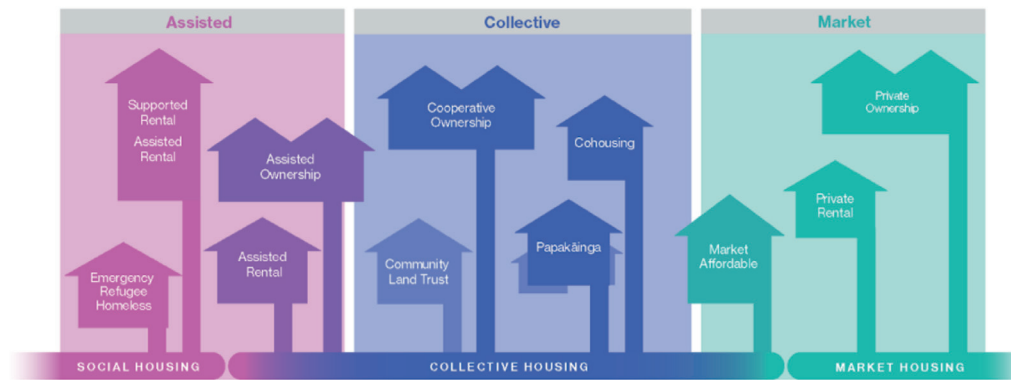 Assisted
Collective
Market
Supported
Rental
Assisted
Rental
Assisted
Ownership
Emergency
Refugee
Homeless
Assisted
Rental
Cooperative
Ownership
Cohousing
Community
Land Trust
Papakāinga
Private
Ownership
Private
Rental
Market
Affordable
SOCIAL HOUSING
COLLECTIVE HOUSING
MARKET HOUSING